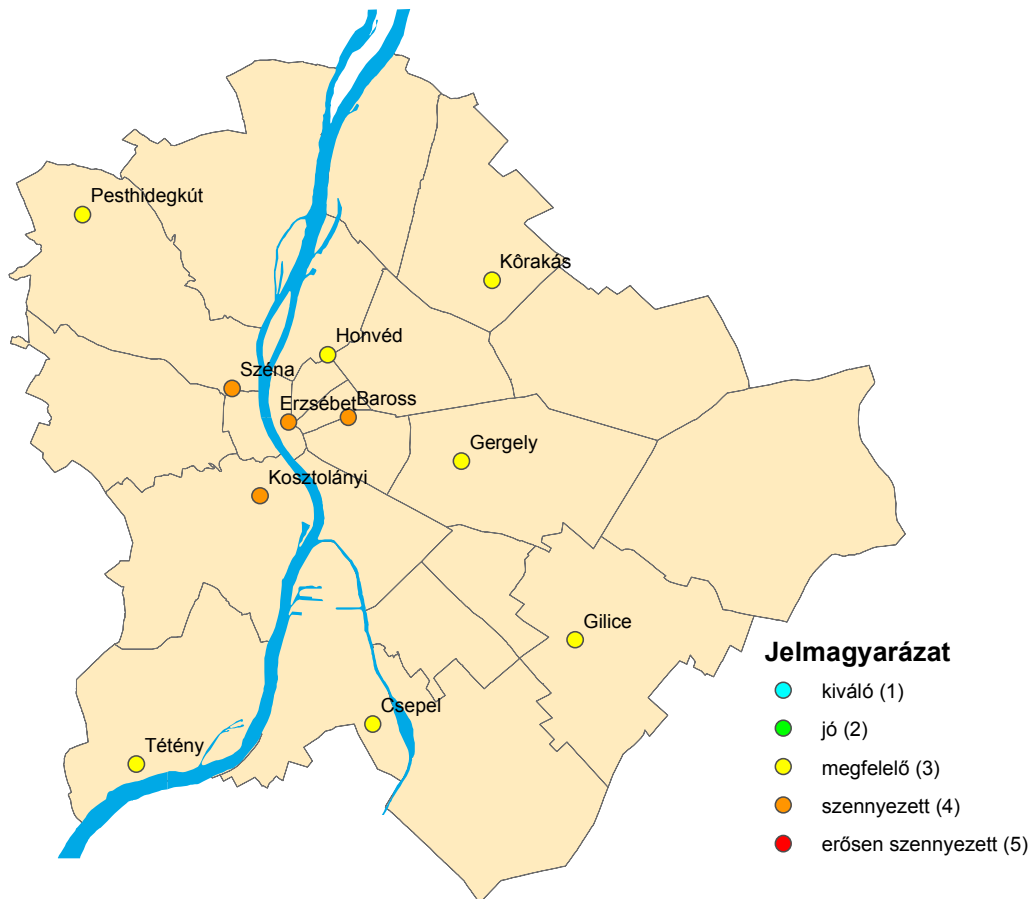 Pesthidegkút
Kôrakás
Honvéd
Széna
Erzsébet
Baross
Gergely
Kosztolányi
Gilice
Csepel
Tétény
Jelmagyarázat
kiváló (1)
jó (2)
megfelelő (3)
szennyezett (4)
erősen szennyezett (5)